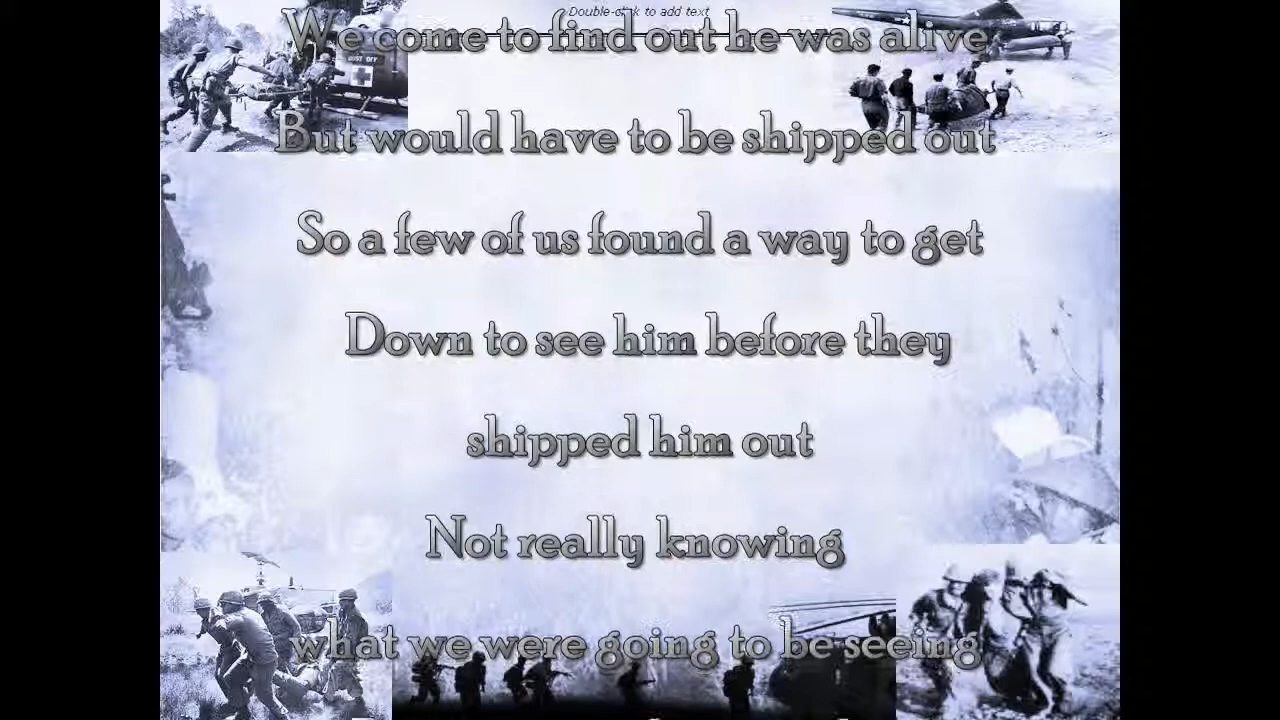 Double-click to add text
We come to find out he was alive
DUST OFF
But would have to be shipped out
So a few of us found a way to get
Down to see him before they
shipped him out
Not really knowing
what we were going to be seeing